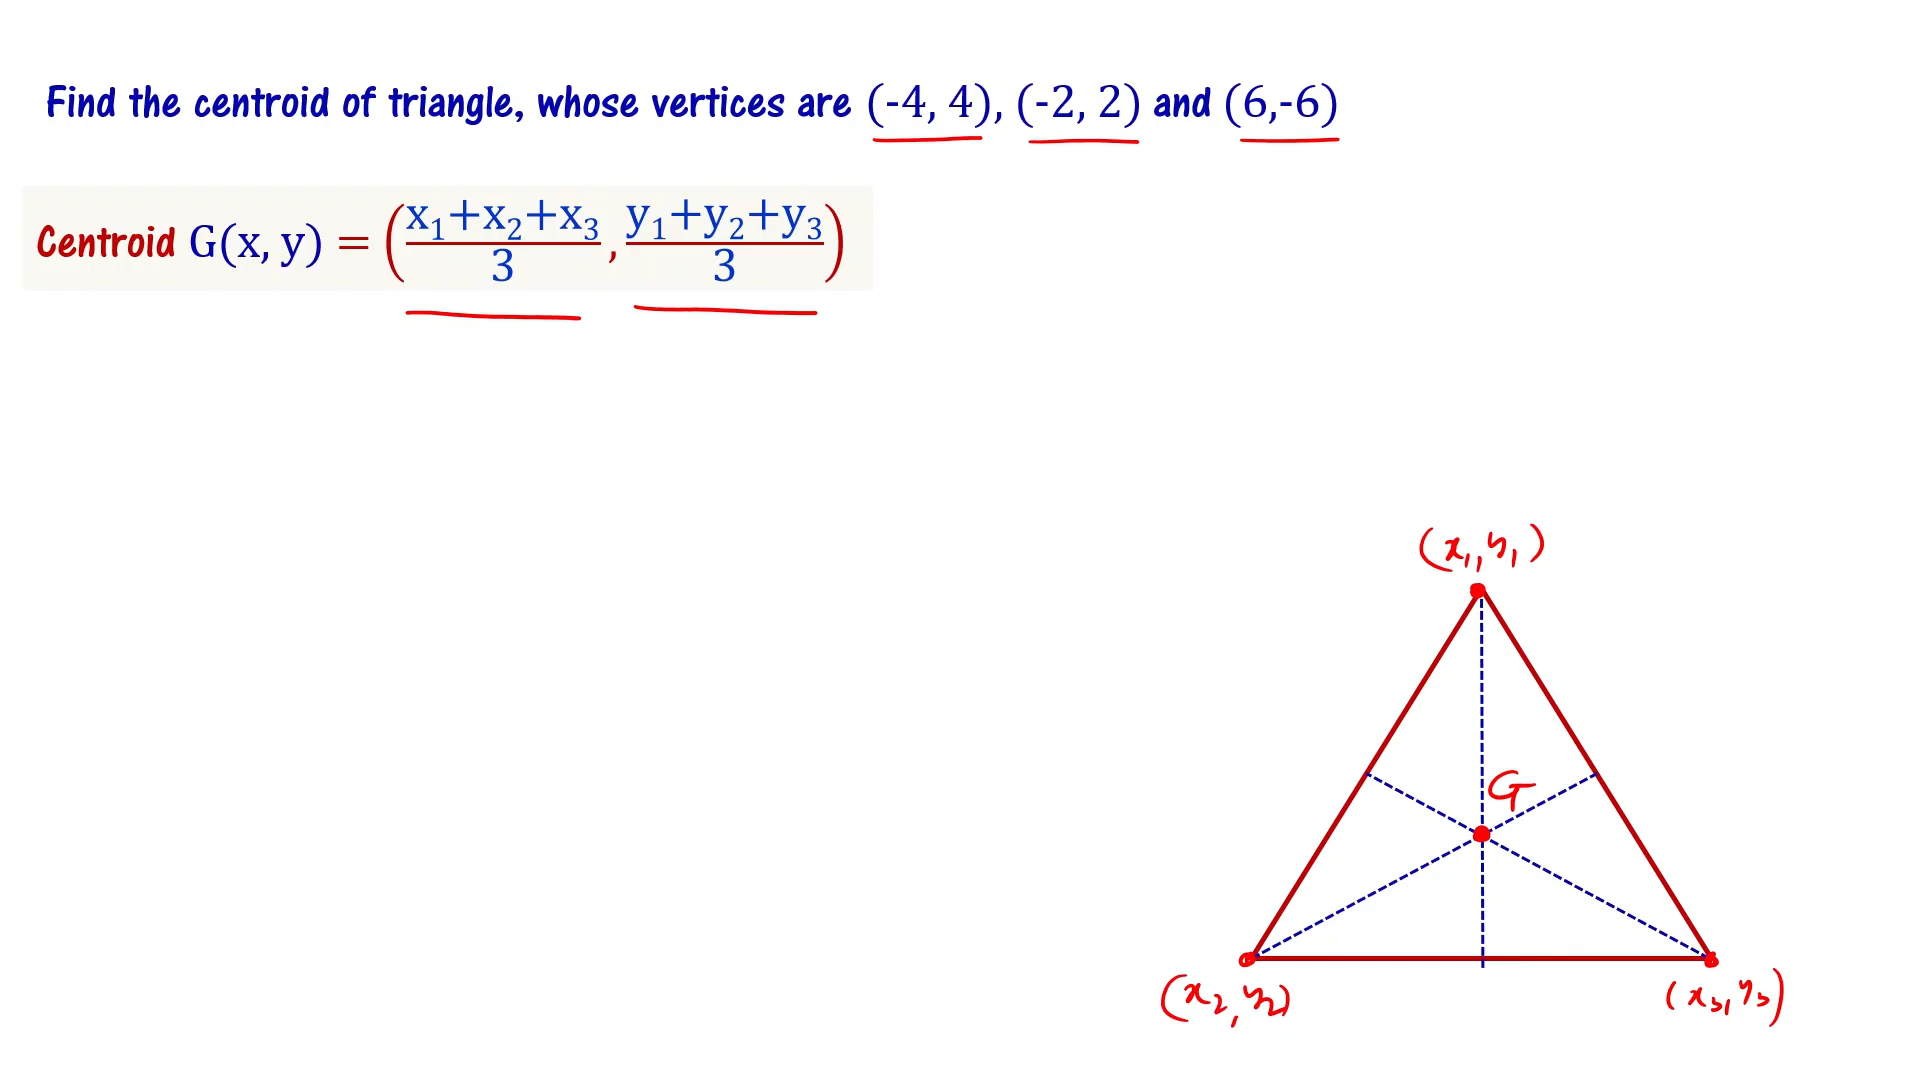 Find the centroid of triangle, whose vertices are (-4, 4), (-2, 2) and (6,-6)
Centroid G(x, y) = (x₁+x₂+x₃/3, y₁+y₂+y₃/3)
(x₁, y₁)
G
(x₂, y₂)
(x₃, y₃)